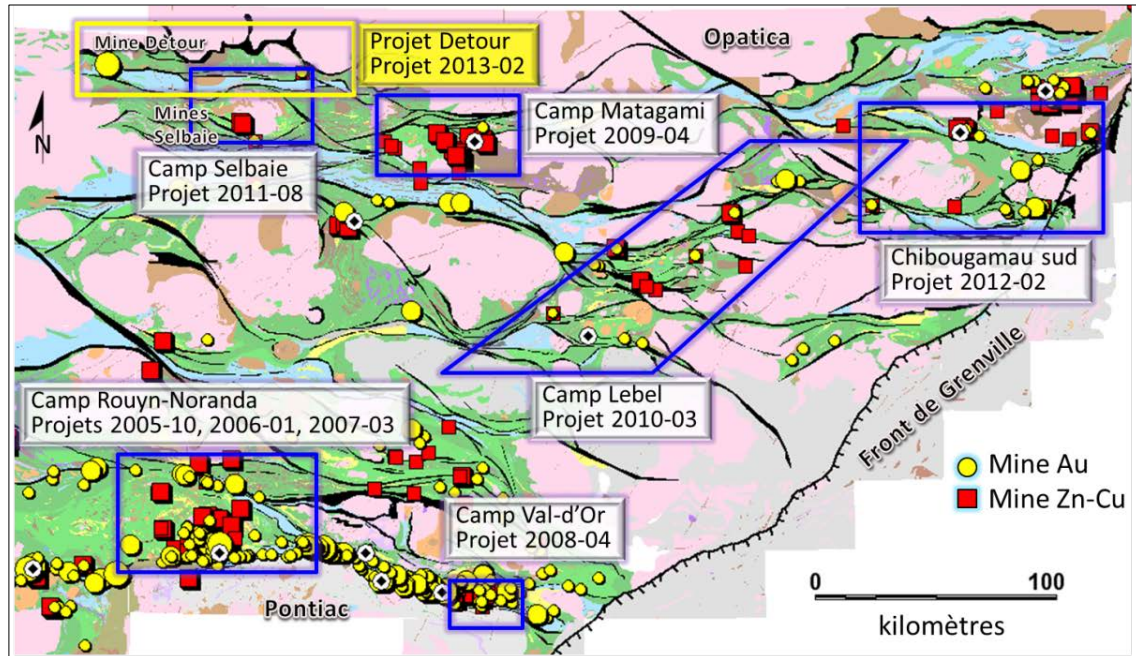 Mine Détour
Projet Detour
Projet 2013-02
Opatica
N
Mines
Selbaie
Camp Matagami
Projet 2009-04
Camp Selbaie
Projet 2011-08
Chibougamau sud
Projet 2012-02
Camp Rouyn-Noranda
Projets 2005-10, 2006-01, 2007-03
Camp Lebel
Projet 2010-03
Front de Grenville
Mine Au
Mine Zn-Cu
Camp Val-d'Or
Projet 2008-04
Pontiac
0 100
kilomètres